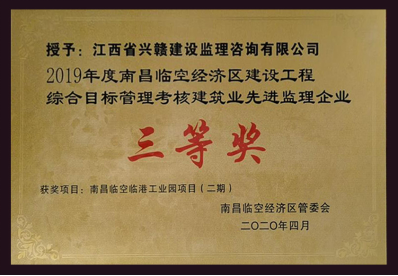 授予：江西省兴赣建设监理咨询有限公司
2019年度南昌临空经济区建设工程
综合目标管理考核建筑业先进监理企业
三等奖
获奖项目：南昌临空临港工业园项目（二期）
南昌临空经济区管委会
二〇二〇年四月